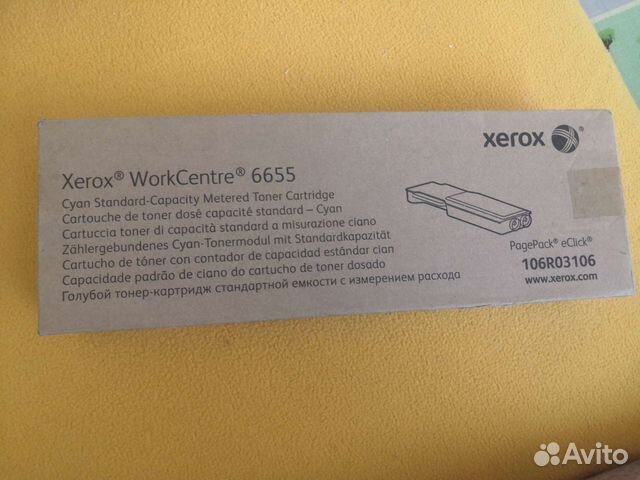 xerox
Xerox® WorkCentre® 6655
Cyan Standard-Capacity Metered Toner Cartridge
Cartouche de toner dosé capacité standard – Cyan
Cartuccia toner di capacità standard a misurazione ciano
Zählergebundenes Cyan-Tonermodul mit Standardkapazität
Cartucho de tóner con contador de capacidad estándar cian
Capacidade padrão de ciano do cartucho de toner dosado
Голубой тонер-картридж стандартной емкости с измерением расхода
PagePack® eClick®
106R03106
www.xerox.com
Avito